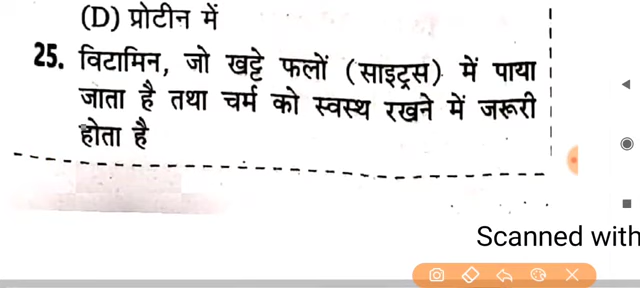 (D) प्रोटीन में
25. विटामिन, जो खट्टे फलों (साइट्रस) में पाया
जाता है तथा चर्म को स्वस्थ रखने में जरूरी
होता है
Scanned with